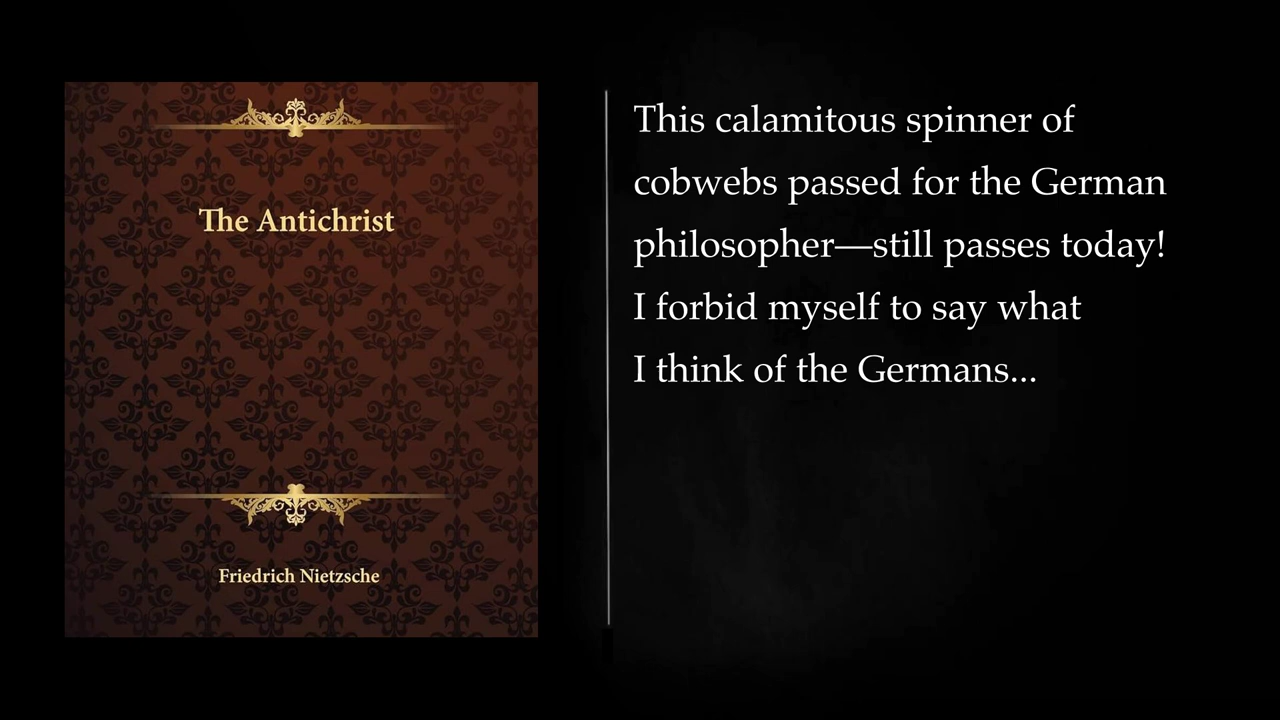 The Antichrist
Friedrich Nietzsche
This calamitous spinner of
cobwebs passed for the German
philosopher—still passes today!
I forbid myself to say what
I think of the Germans...